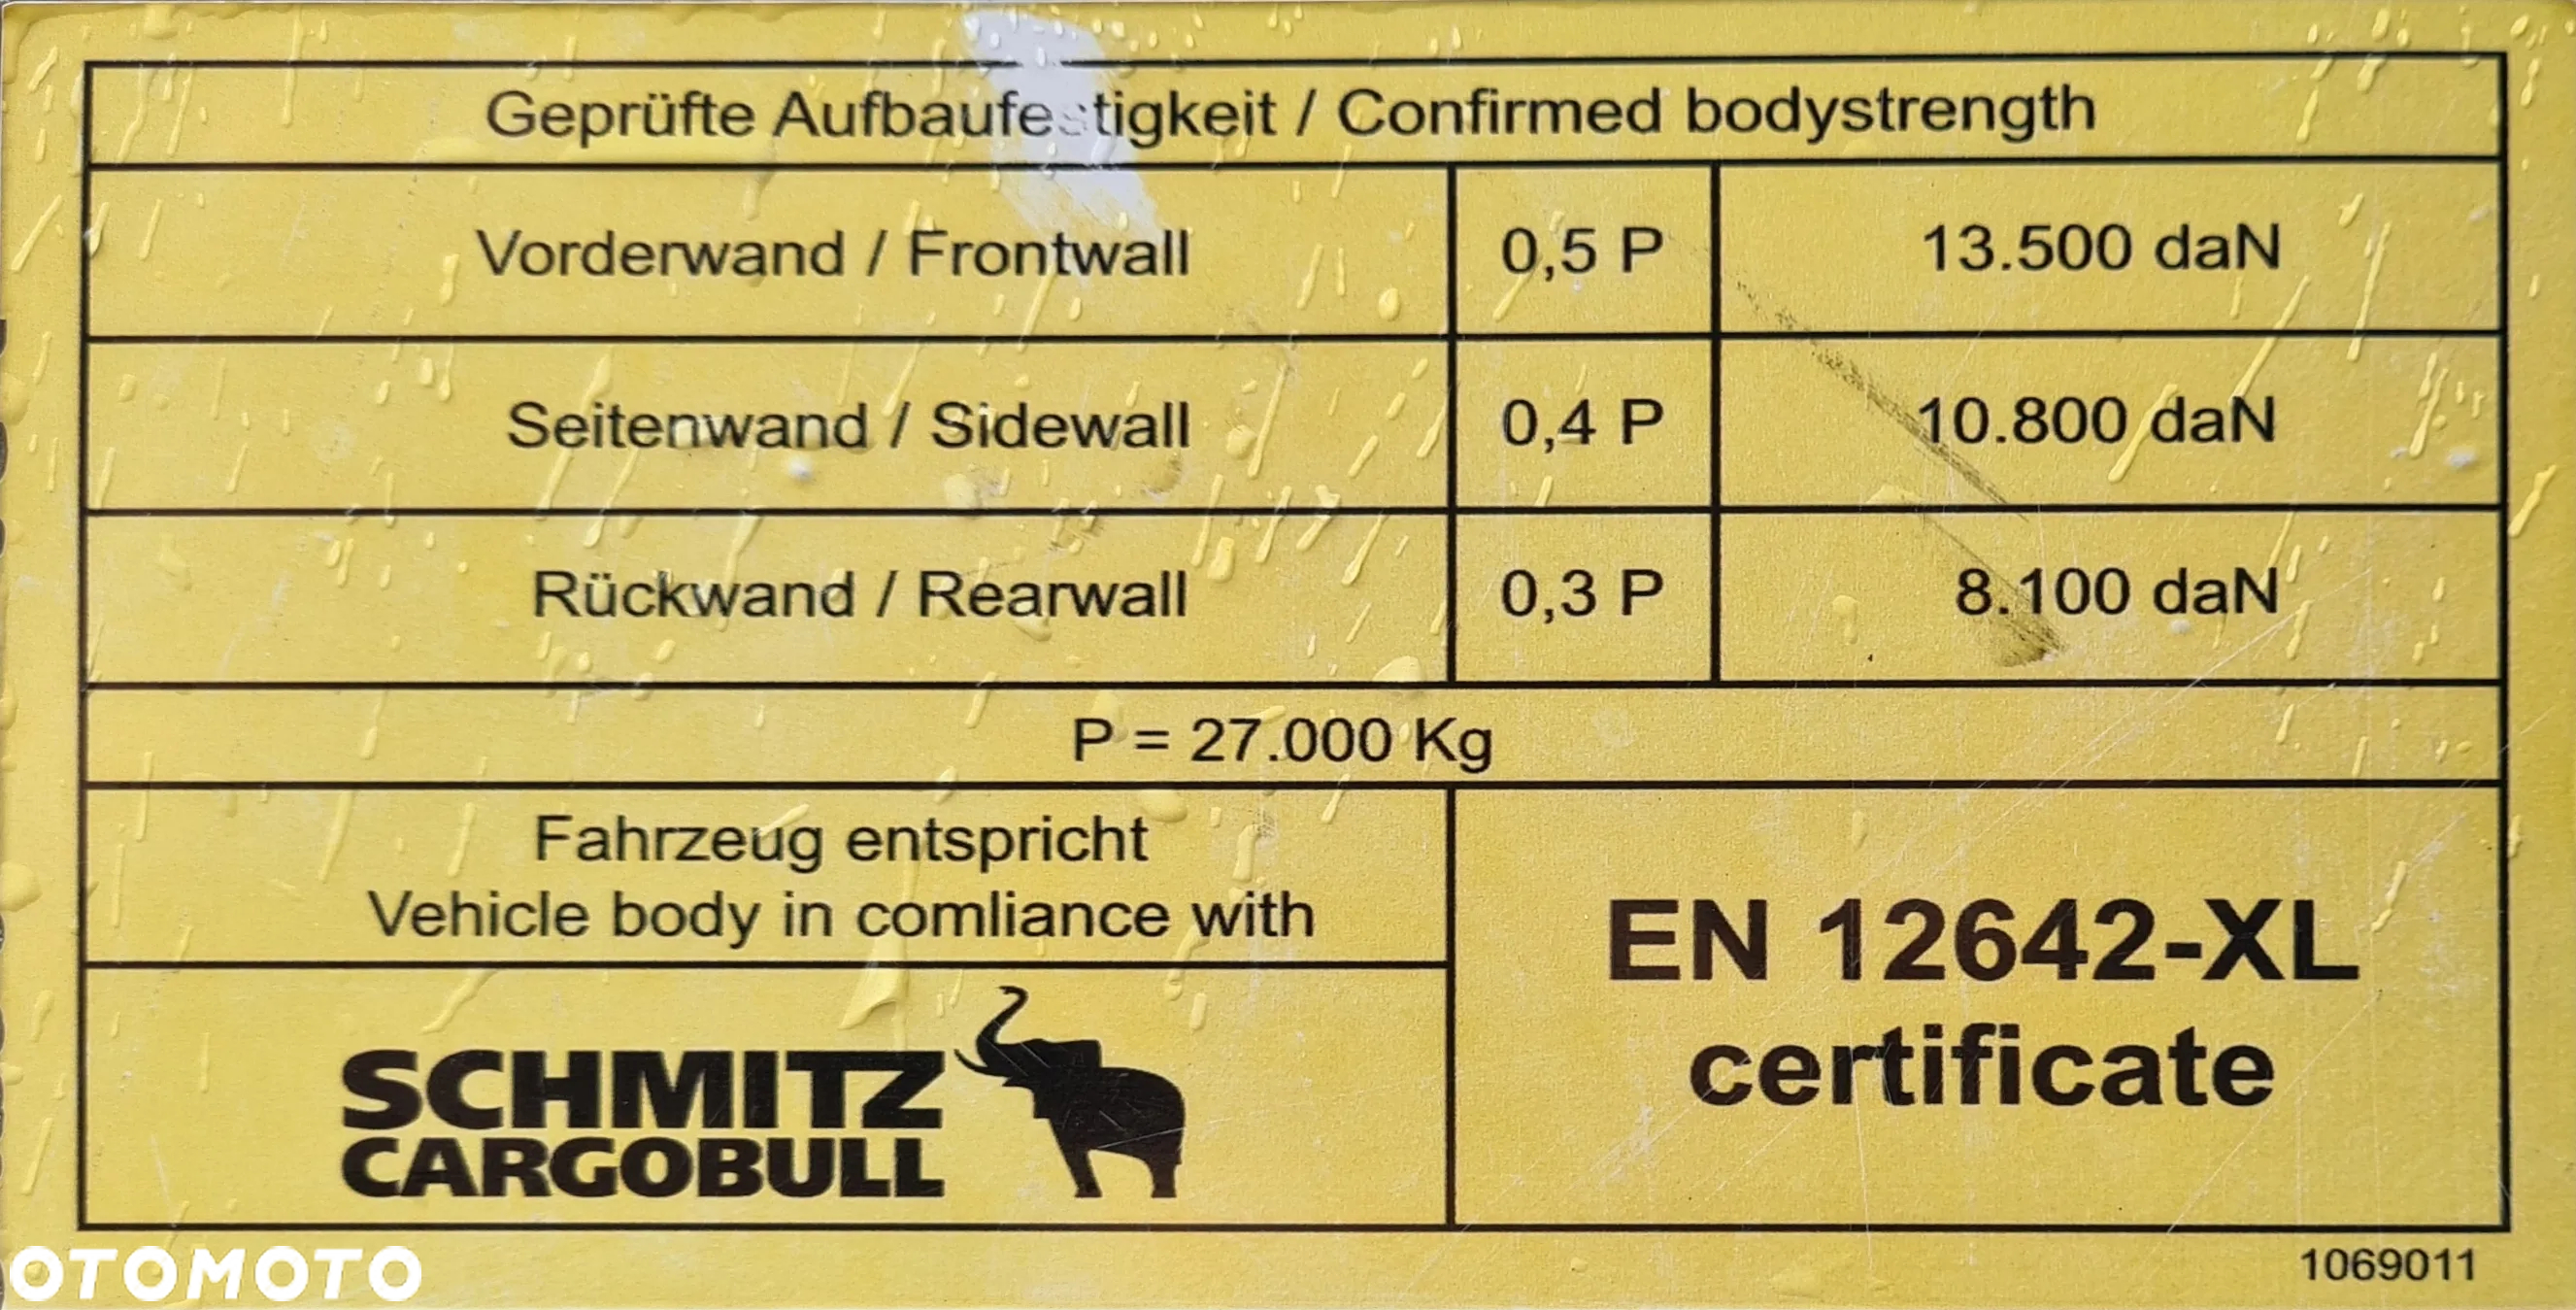 Geprüfte Aufbaufestigkeit / Confirmed bodystrength
Vorderwand / Frontwall 0,5 P 13.500 daN
Seitenwand / Sidewall 0,4 P 10.800 daN
Rückwand / Rearwall 0,3 P 8.100 daN
P = 27.000 Kg
Fahrzeug entspricht
Vehicle body in comliance with
EN 12642-XL
certificate
SCHMITZ
CARGOBULL
OTOMOTO
1069011